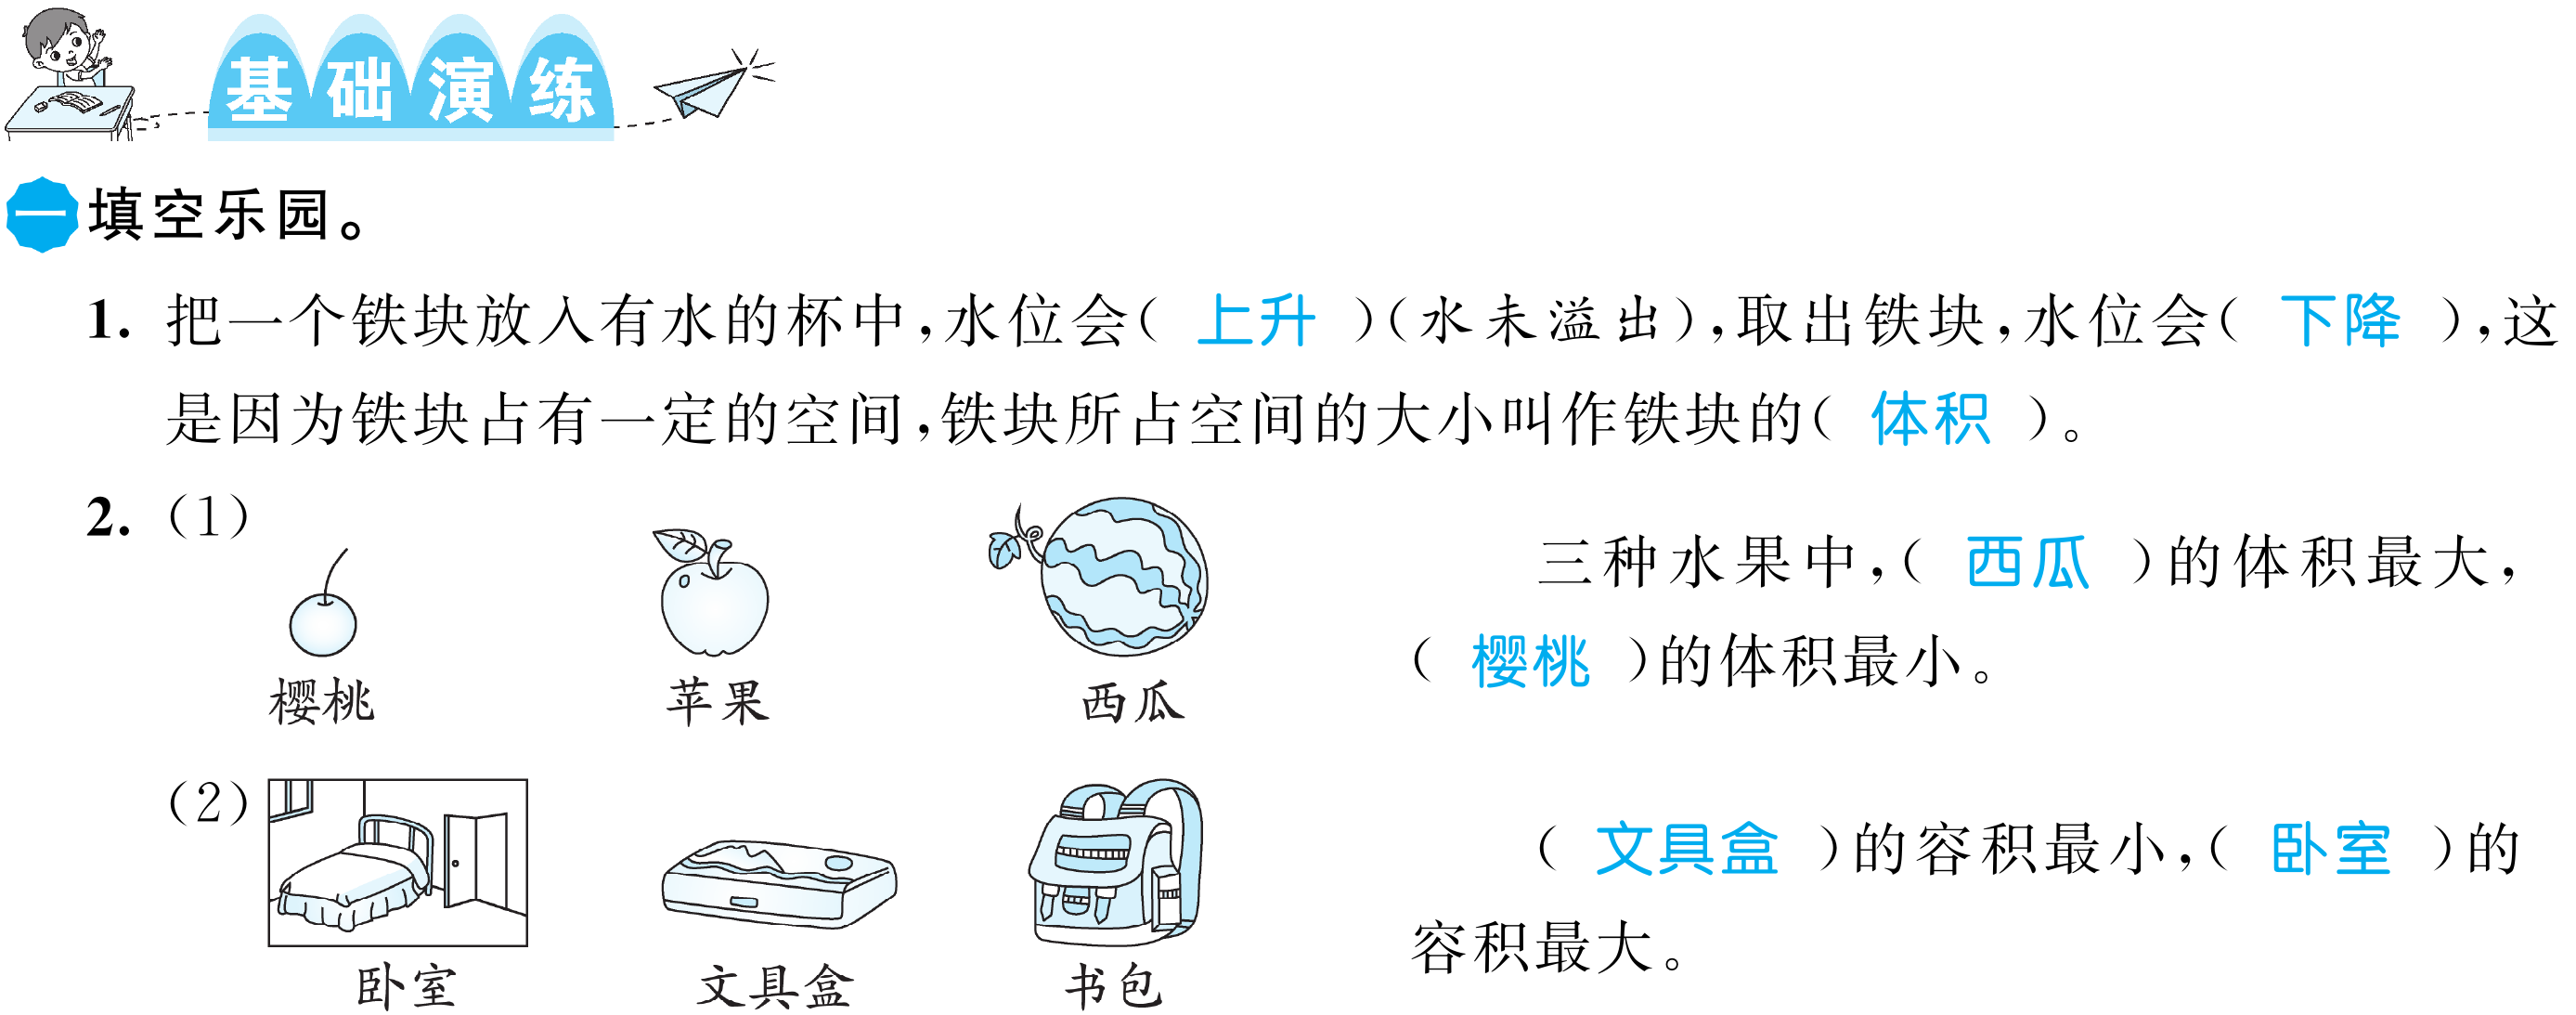 基础演练
一 填空乐园。
1. 把一个铁块放入有水的杯中,水位会( 上升 )(水未溢出),取出铁块,水位会( 下降 ),这
是因为铁块占有一定的空间,铁块所占空间的大小叫作铁块的( 体积 )。
2. (1)
三种水果中,( 西瓜 )的体积最大,
( 樱桃 )的体积最小。
樱桃 苹果 西瓜
(2)
( 文具盒 )的容积最小,( 卧室 )的
容积最大。
卧室 文具盒 书包